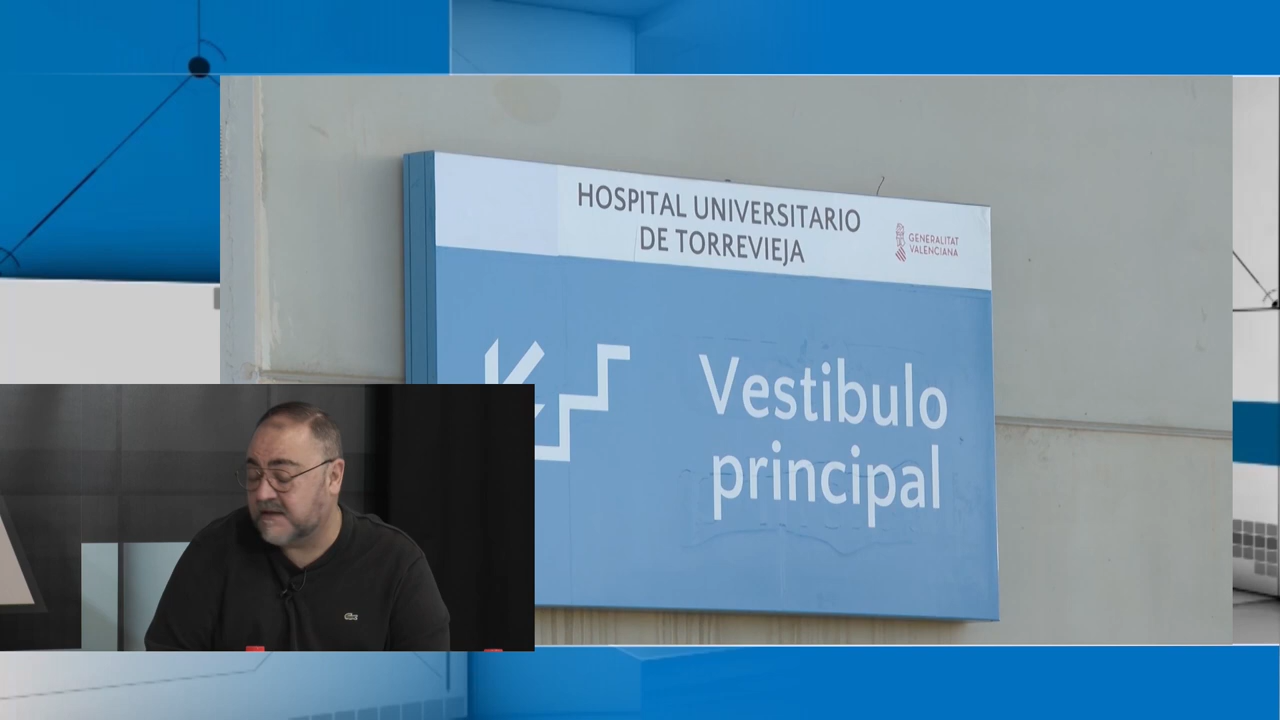 HOSPITAL UNIVERSITARIO
DE TORREVIEJA
GENERALITAT
VALENCIANA
Vestibulo
principal